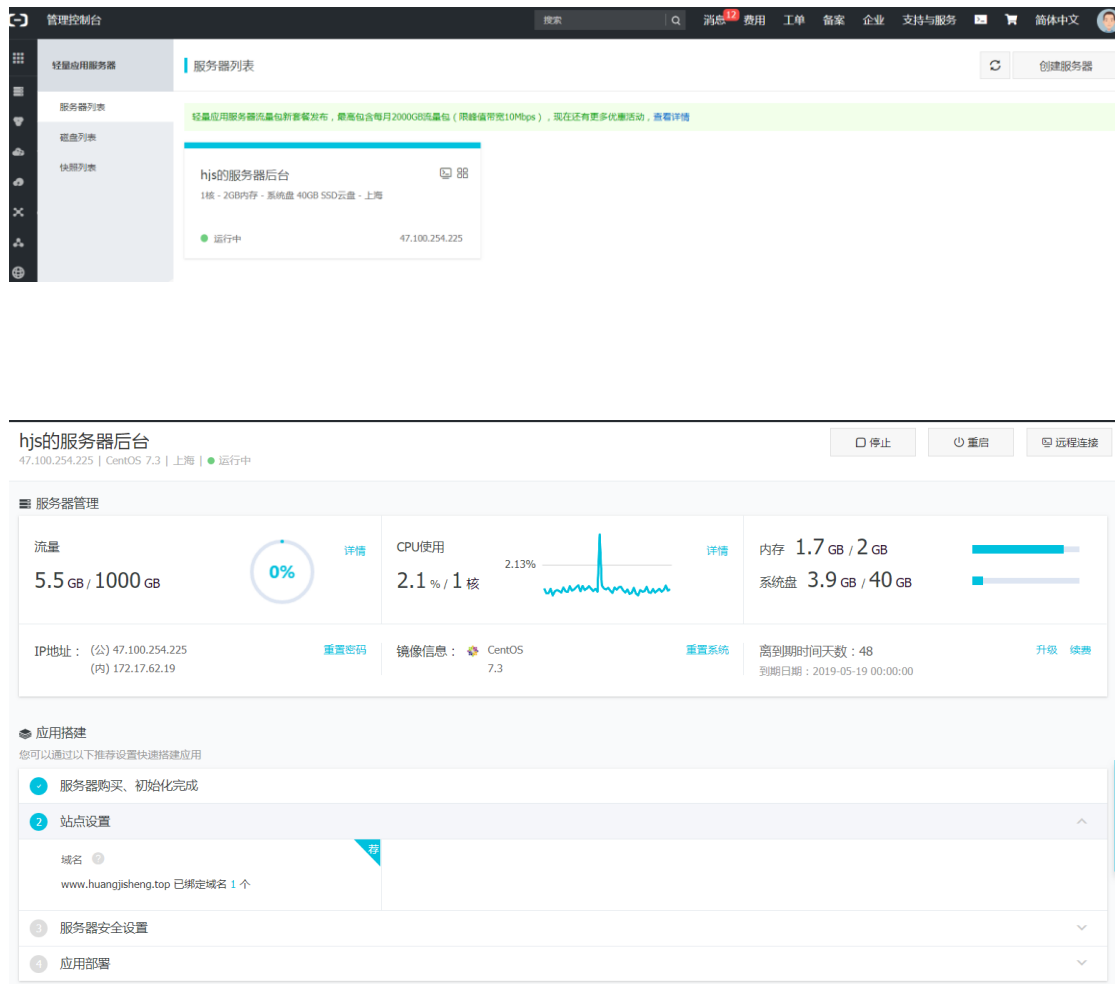 管理控制台 搜索 消息 12 费用 工单 备案 企业 支持与服务 简体中文
轻量应用服务器
服务器列表 创建服务器
服务器列表
磁盘列表
快照列表
轻量应用服务器流量包新套餐发布，最高包含每月2000GB流量包（限峰值带宽10Mbps），现在还有更多优惠活动，查看详情
hjs的服务器后台
1核 - 2GB内存 - 系统盘 40GB SSD云盘 - 上海
运行中 47.100.254.225
hjs的服务器后台
47.100.254.225 | CentOS 7.3 | 上海 | 运行中
停止 重启 远程连接
服务器管理
流量 详情
5.5 GB / 1000 GB
0%
CPU使用 详情
2.1 % / 1 核
2.13%
内存 1.7 GB / 2 GB
系统盘 3.9 GB / 40 GB
IP地址： (公) 47.100.254.225 重置密码
(内) 172.17.62.19
镜像信息： CentOS 重置系统
7.3
离到期时间天数：48 升级 续费
到期日期：2019-05-19 00:00:00
应用搭建
您可以通过以下推荐设置快速搭建应用
服务器购买、初始化完成
2 站点设置
域名 ? 荐
www.huangjisheng.top 已绑定域名 1 个
3 服务器安全设置
4 应用部署